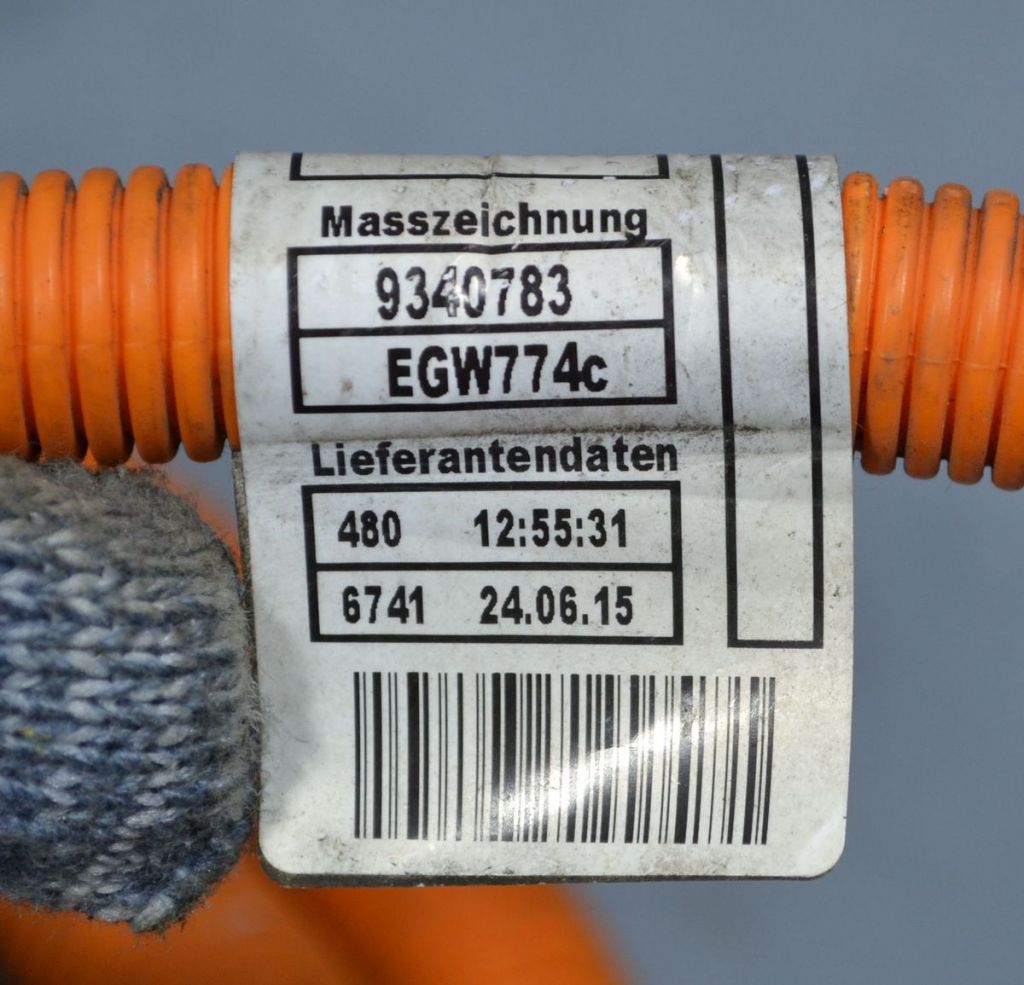 Masszeichnung
9340783
EGW774c
Lieferantendaten
480 12:55:31
6741 24.06.15